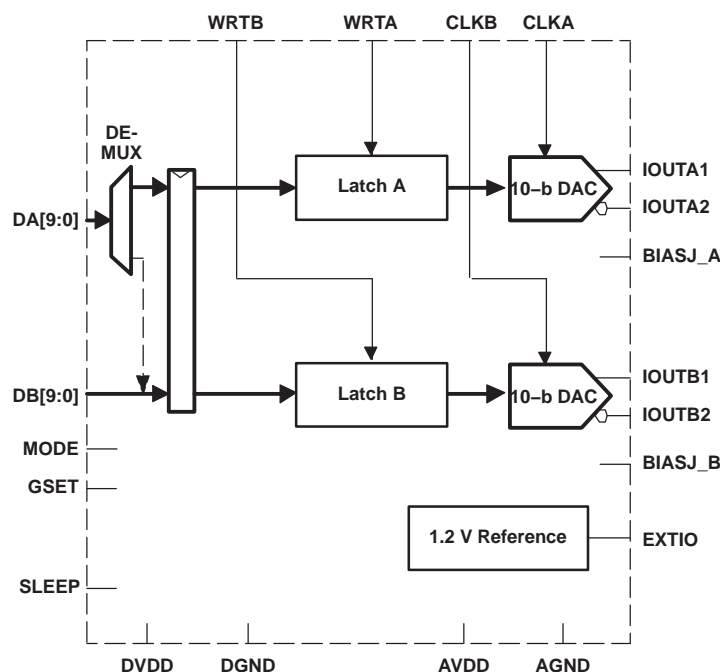 WRTB WRTA CLKB CLKA
DE-
MUX
Latch A
10–b DAC
IOUTA1
DA[9:0]
IOUTA2
BIASJ_A
DB[9:0]
Latch B
10–b DAC
IOUTB1
IOUTB2
MODE
BIASJ_B
GSET
1.2 V Reference
EXTIO
SLEEP
DVDD DGND AVDD AGND